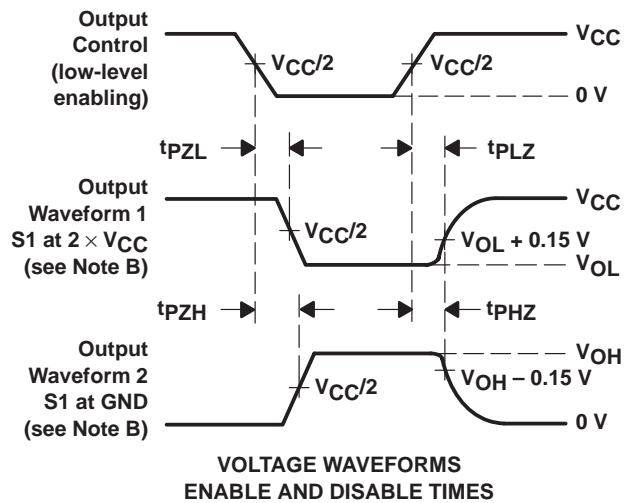 Output
Control
(low-level
enabling)
VCC
VCC/2
VCC/2
0 V
tPZL
tPLZ
Output
Waveform 1
S1 at 2 × VCC
(see Note B)
VCC
VCC/2
VOL + 0.15 V
VOL
tPZH
tPHZ
Output
Waveform 2
S1 at GND
(see Note B)
VOH
VCC/2
VOH – 0.15 V
0 V
VOLTAGE WAVEFORMS
ENABLE AND DISABLE TIMES